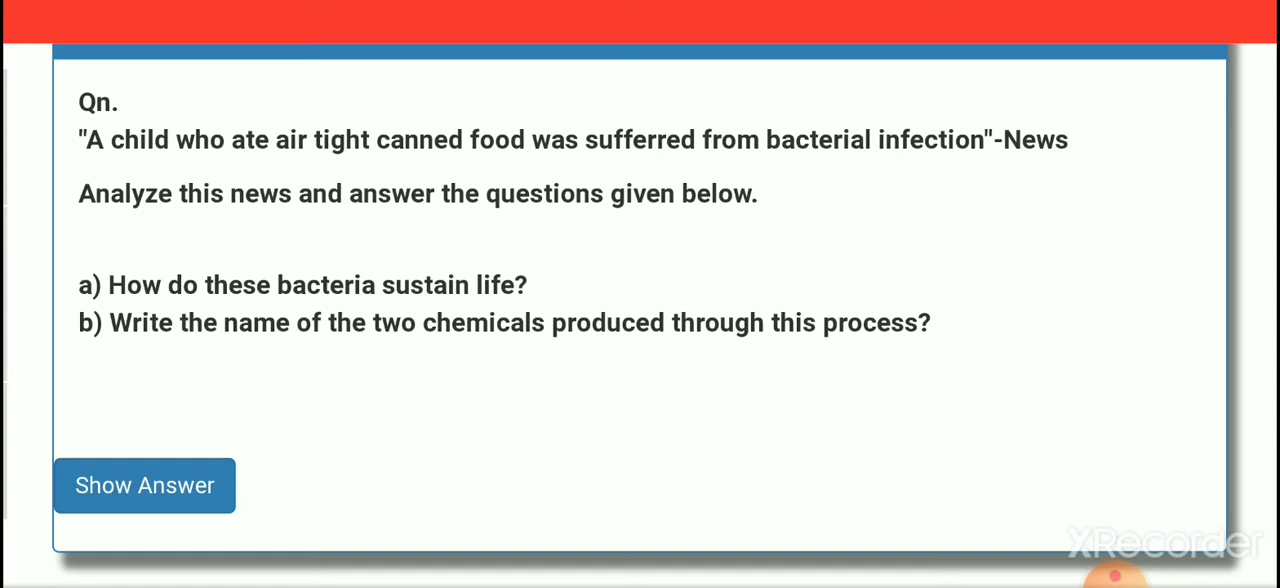 Qn.
"A child who ate air tight canned food was sufferred from bacterial infection"-News
Analyze this news and answer the questions given below.
a) How do these bacteria sustain life?
b) Write the name of the two chemicals produced through this process?
Show Answer
XRecorder